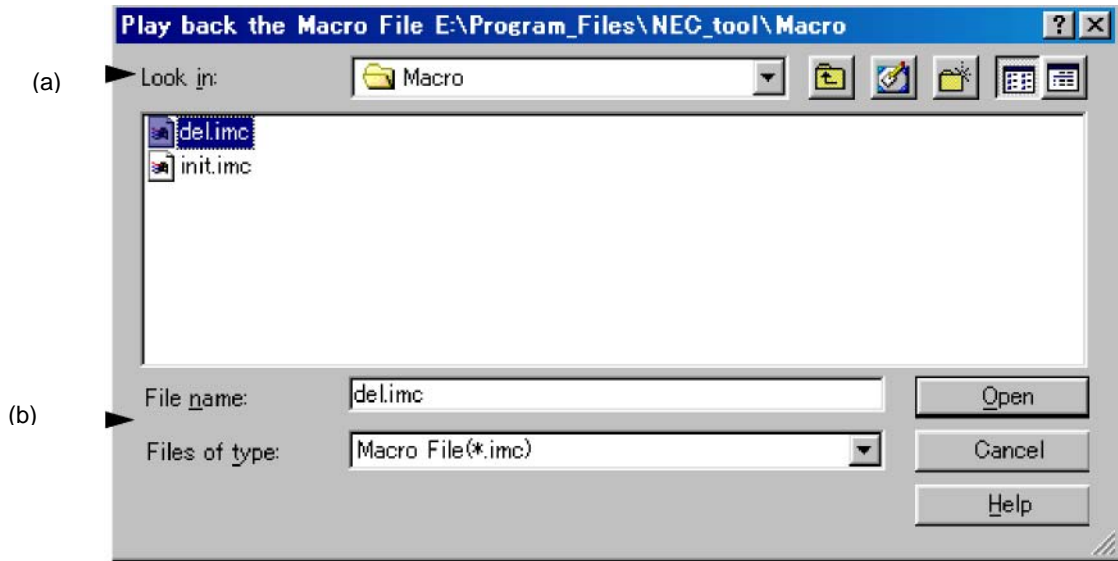 Play back the Macro File E:\Program_Files\NEC_tool\Macro
(a)
Look in:
Macro
del.imc
init.imc
(b)
File name:
del.imc
Open
Files of type:
Macro File(*.imc)
Cancel
Help